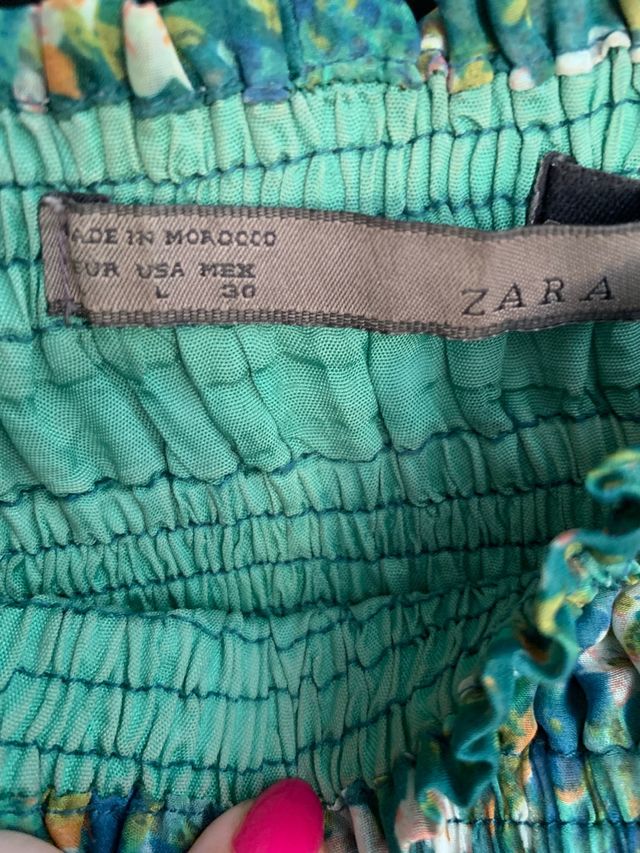 ADE IN MOROCCO
EUR USA MEX
L 30
ZARA